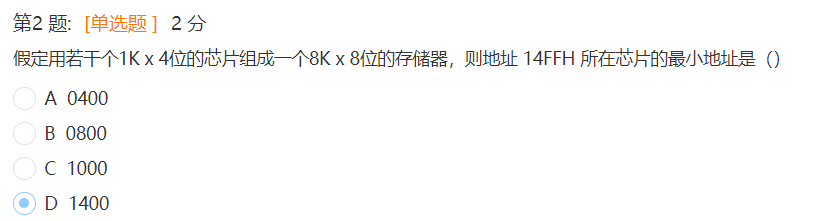 第2 题: [单选题 ] 2 分
假定用若干个1K x 4位的芯片组成一个8K x 8位的存储器，则地址 14FFH 所在芯片的最小地址是（）
A 0400
B 0800
C 1000
D 1400